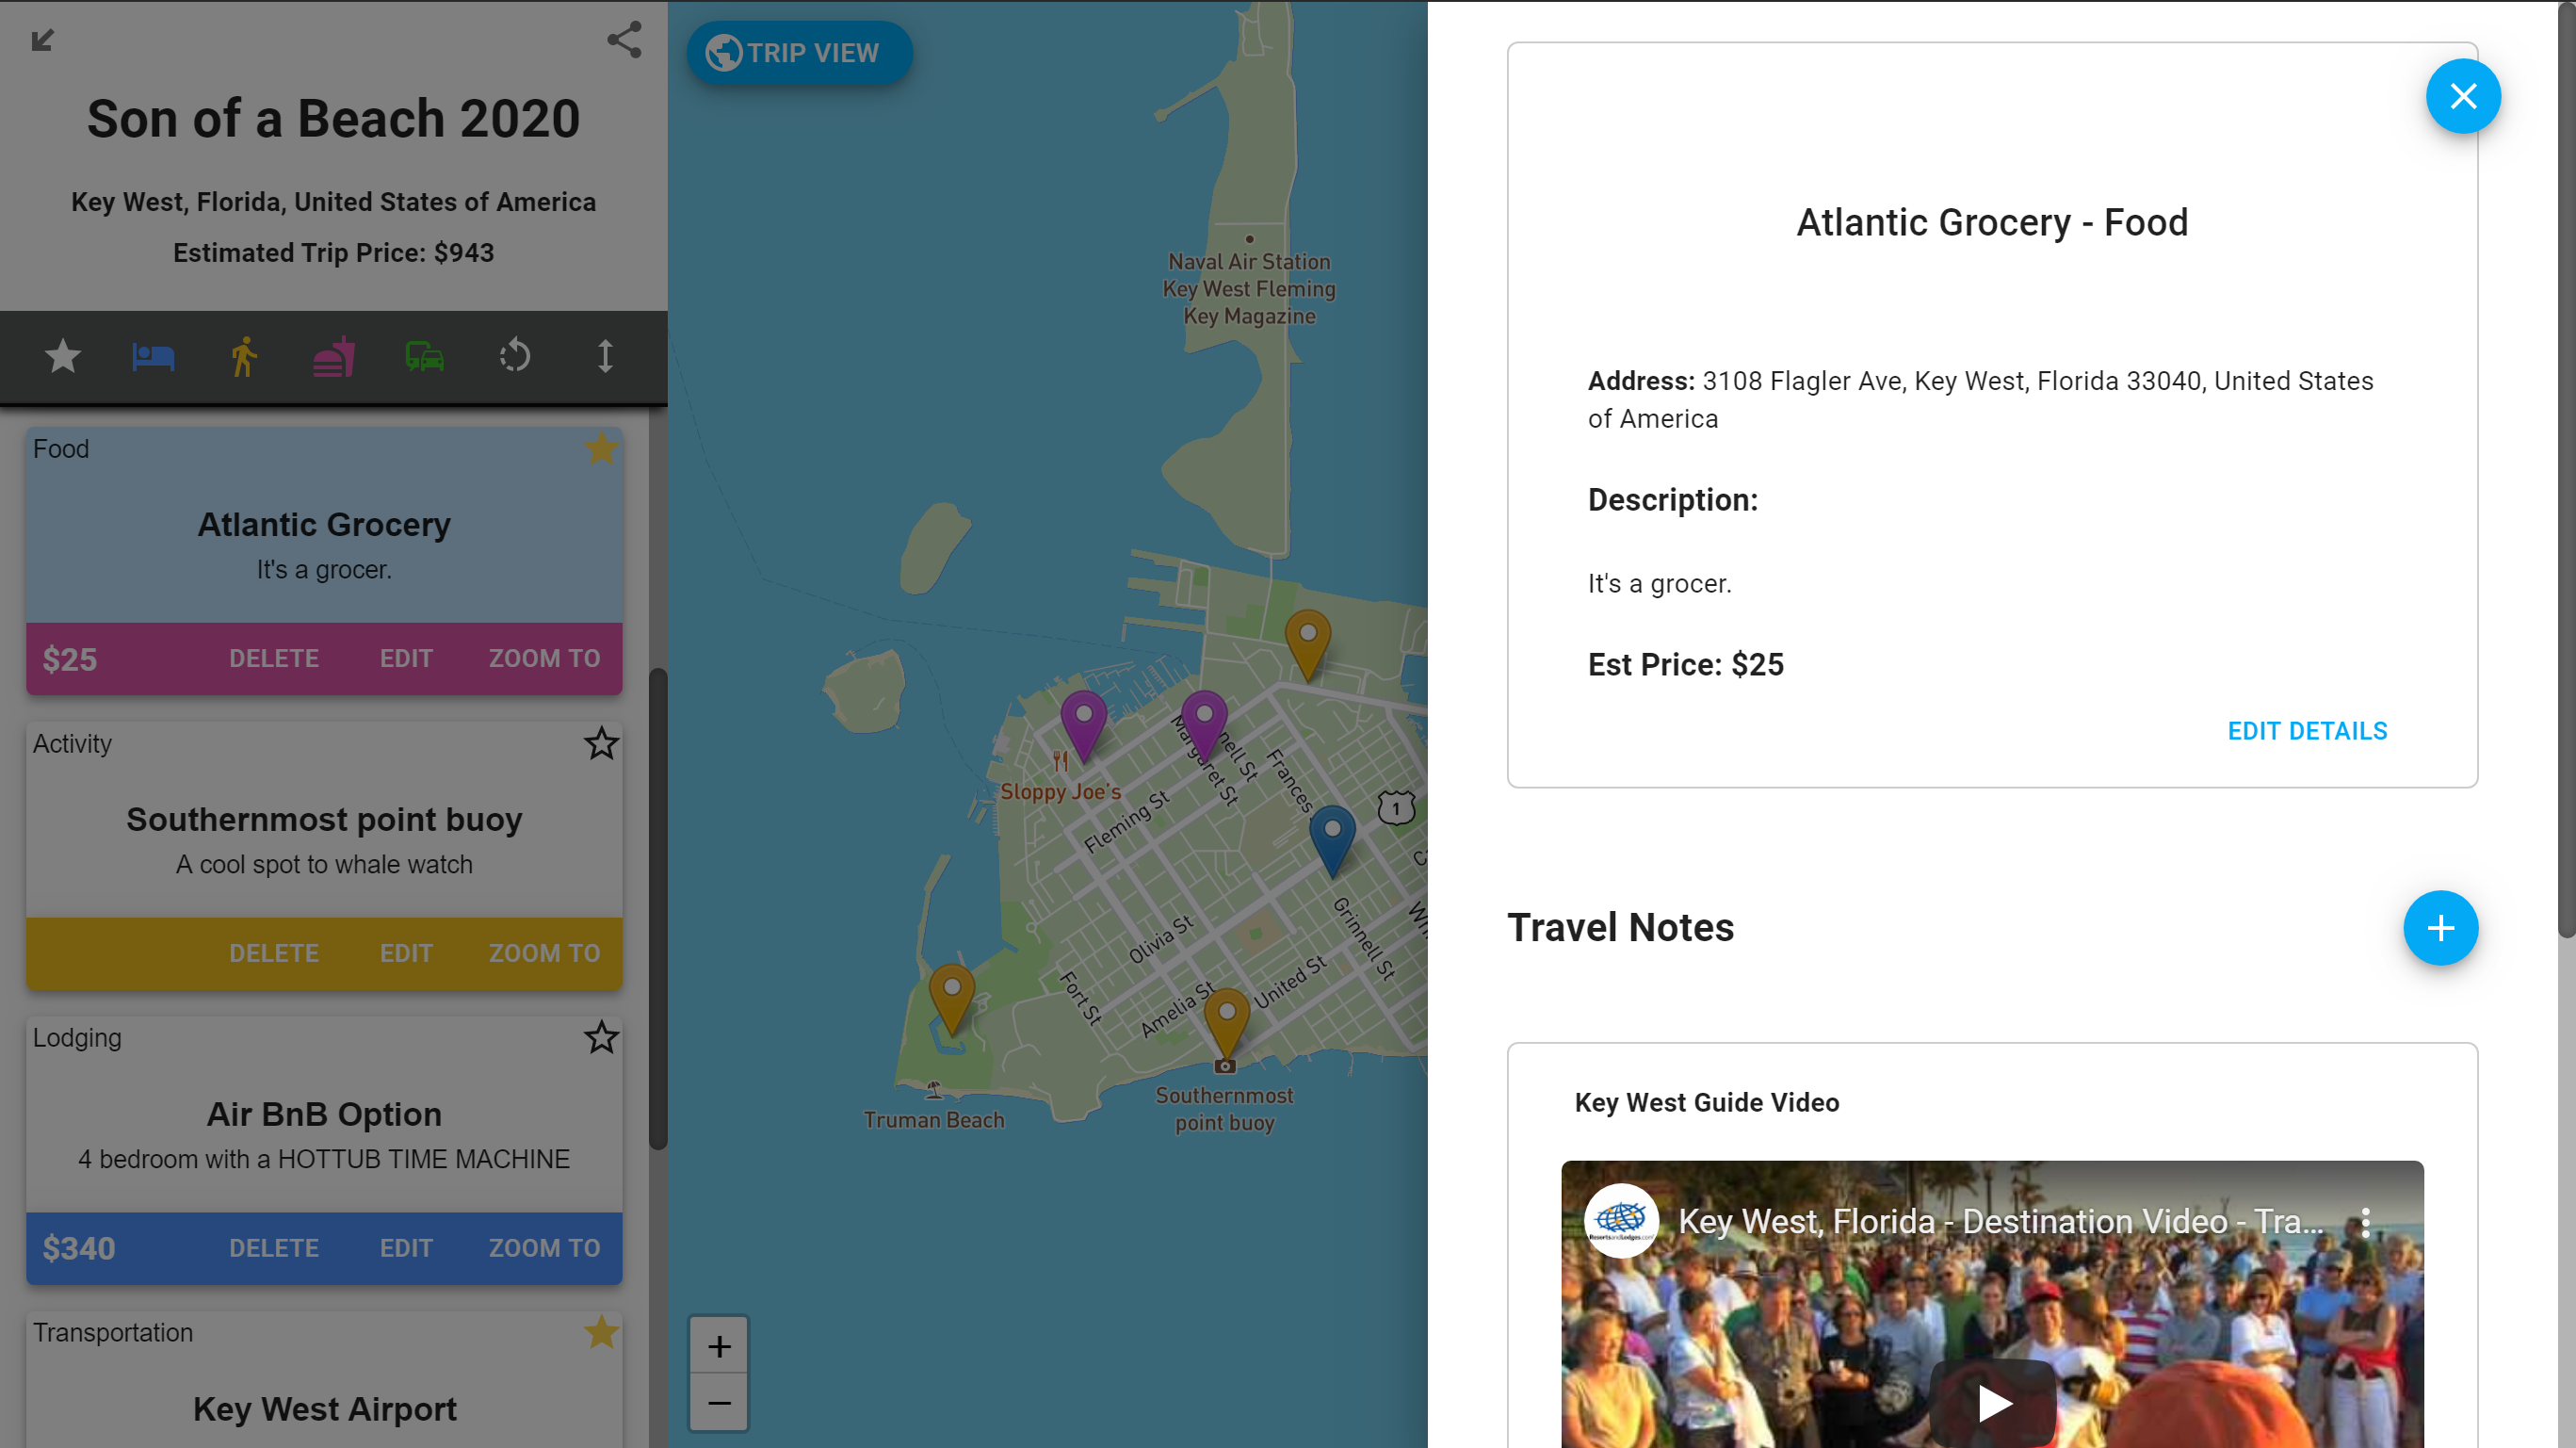 Son of a Beach 2020
Key West, Florida, United States of America
Estimated Trip Price: $943
Food
Atlantic Grocery
It's a grocer.
$25 DELETE EDIT ZOOM TO
Activity
Southernmost point buoy
A cool spot to whale watch
DELETE EDIT ZOOM TO
Lodging
Air BnB Option
4 bedroom with a HOTTUB TIME MACHINE
$340 DELETE EDIT ZOOM TO
Transportation
Key West Airport
TRIP VIEW
Naval Air Station
Key West Fleming
Key Magazine
Sloppy Joe's
Fleming St
Margaret St
nell St
Frances
1
Olivia St
Grinnell St
Fort St
Amelia St
United St
Truman Beach
Southernmost
point buoy
+
−
Atlantic Grocery - Food
Address: 3108 Flagler Ave, Key West, Florida 33040, United States
of America
Description:
It's a grocer.
Est Price: $25
EDIT DETAILS
Travel Notes
Key West Guide Video
ResortsandLodges.com
Key West, Florida - Destination Video - Tra...